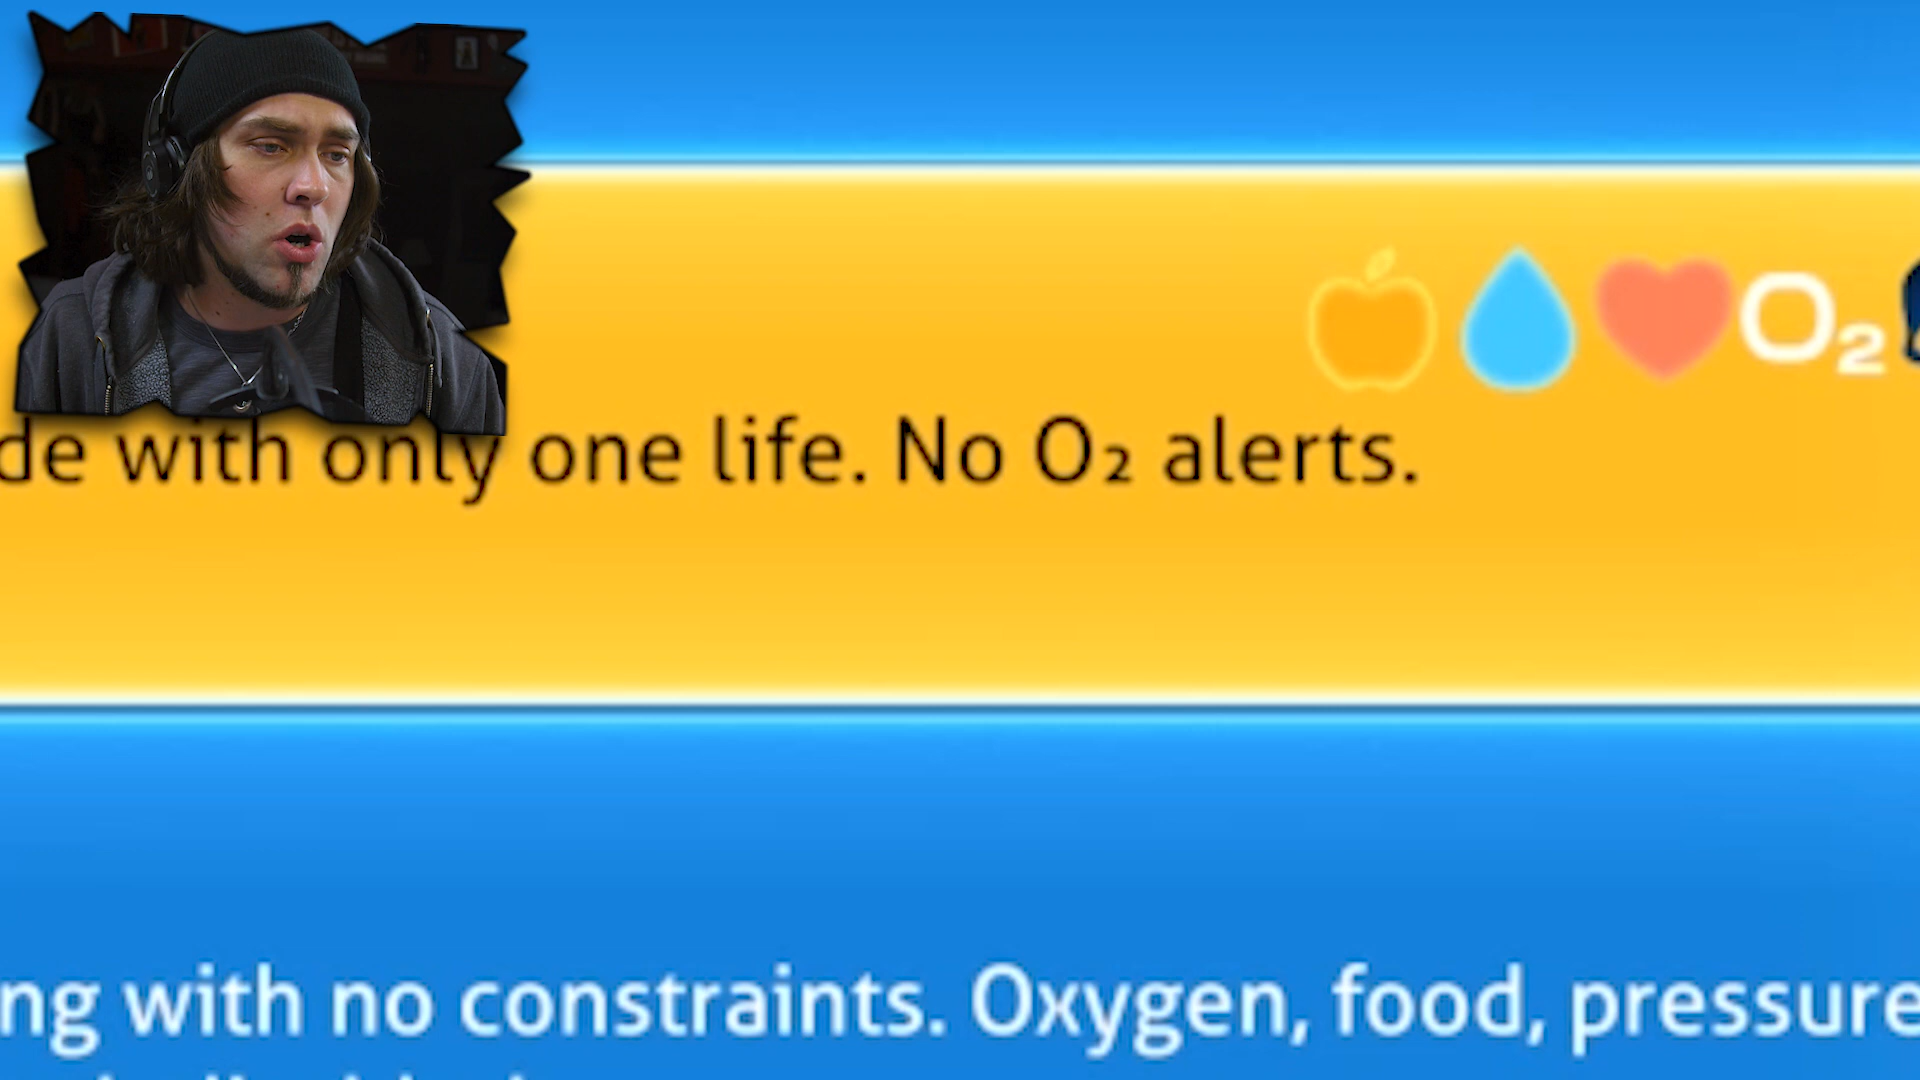 O₂
de with only one life. No O₂ alerts.
ng with no constraints. Oxygen, food, pressure